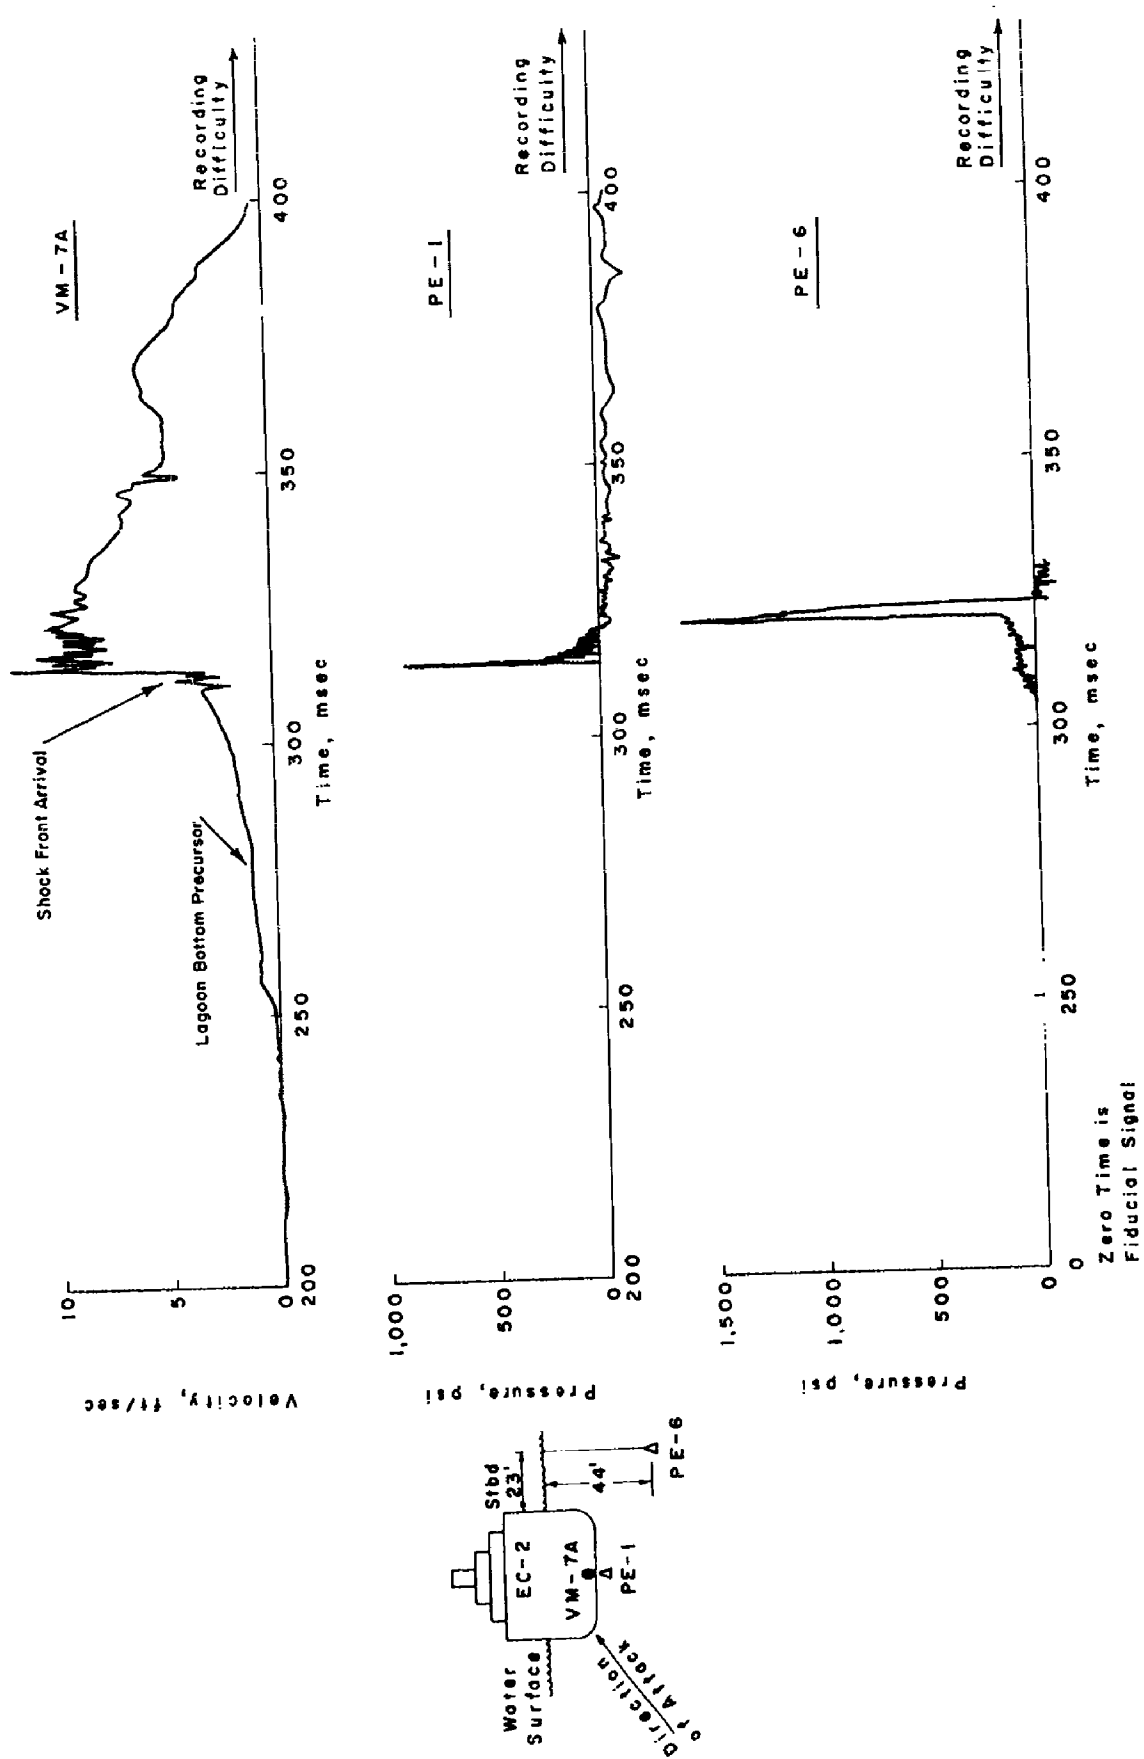 VM-7A
Recording
Difficulty
Shock Front Arrival
Lagoon Bottom Precursor
10
5
0
Velocity, ft/sec
200
250
300
350
400
Time, msec
PE-1
Recording
Difficulty
1,000
500
0
Pressure, psi
200
250
300
350
400
Time, msec
PE-6
Recording
Difficulty
1,500
1,000
500
0
Pressure, psi
0
250
300
350
400
Time, msec
Zero Time is
Fiducial Signal
Water
Surface
EC-2
VM-7A
PE-1
Stbd
23'
44'
PE-6
Direction
of Attack